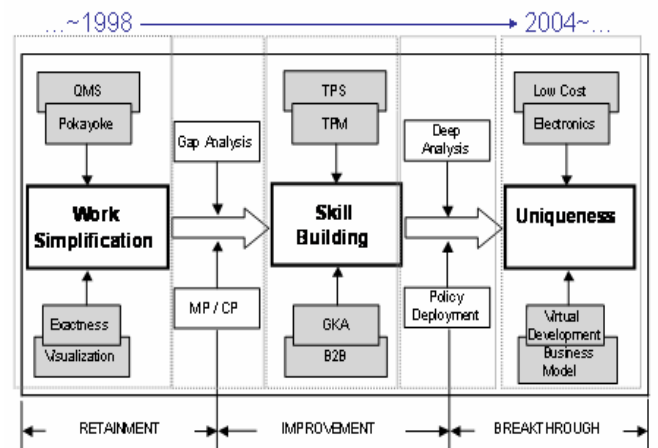 ...~1998
2004~...
QMS
Pokayoke
Gap Analysis
TPS
TPM
Deep
Analysis
Low Cost
Electronics
Work
Simplification
Skill
Building
Uniqueness
Exactness
Visualization
MP / CP
GKA
B2B
Policy
Deployment
Virtual
Development
Business
Model
RETAINMENT
IMPROVEMENT
BREAKTHROUGH